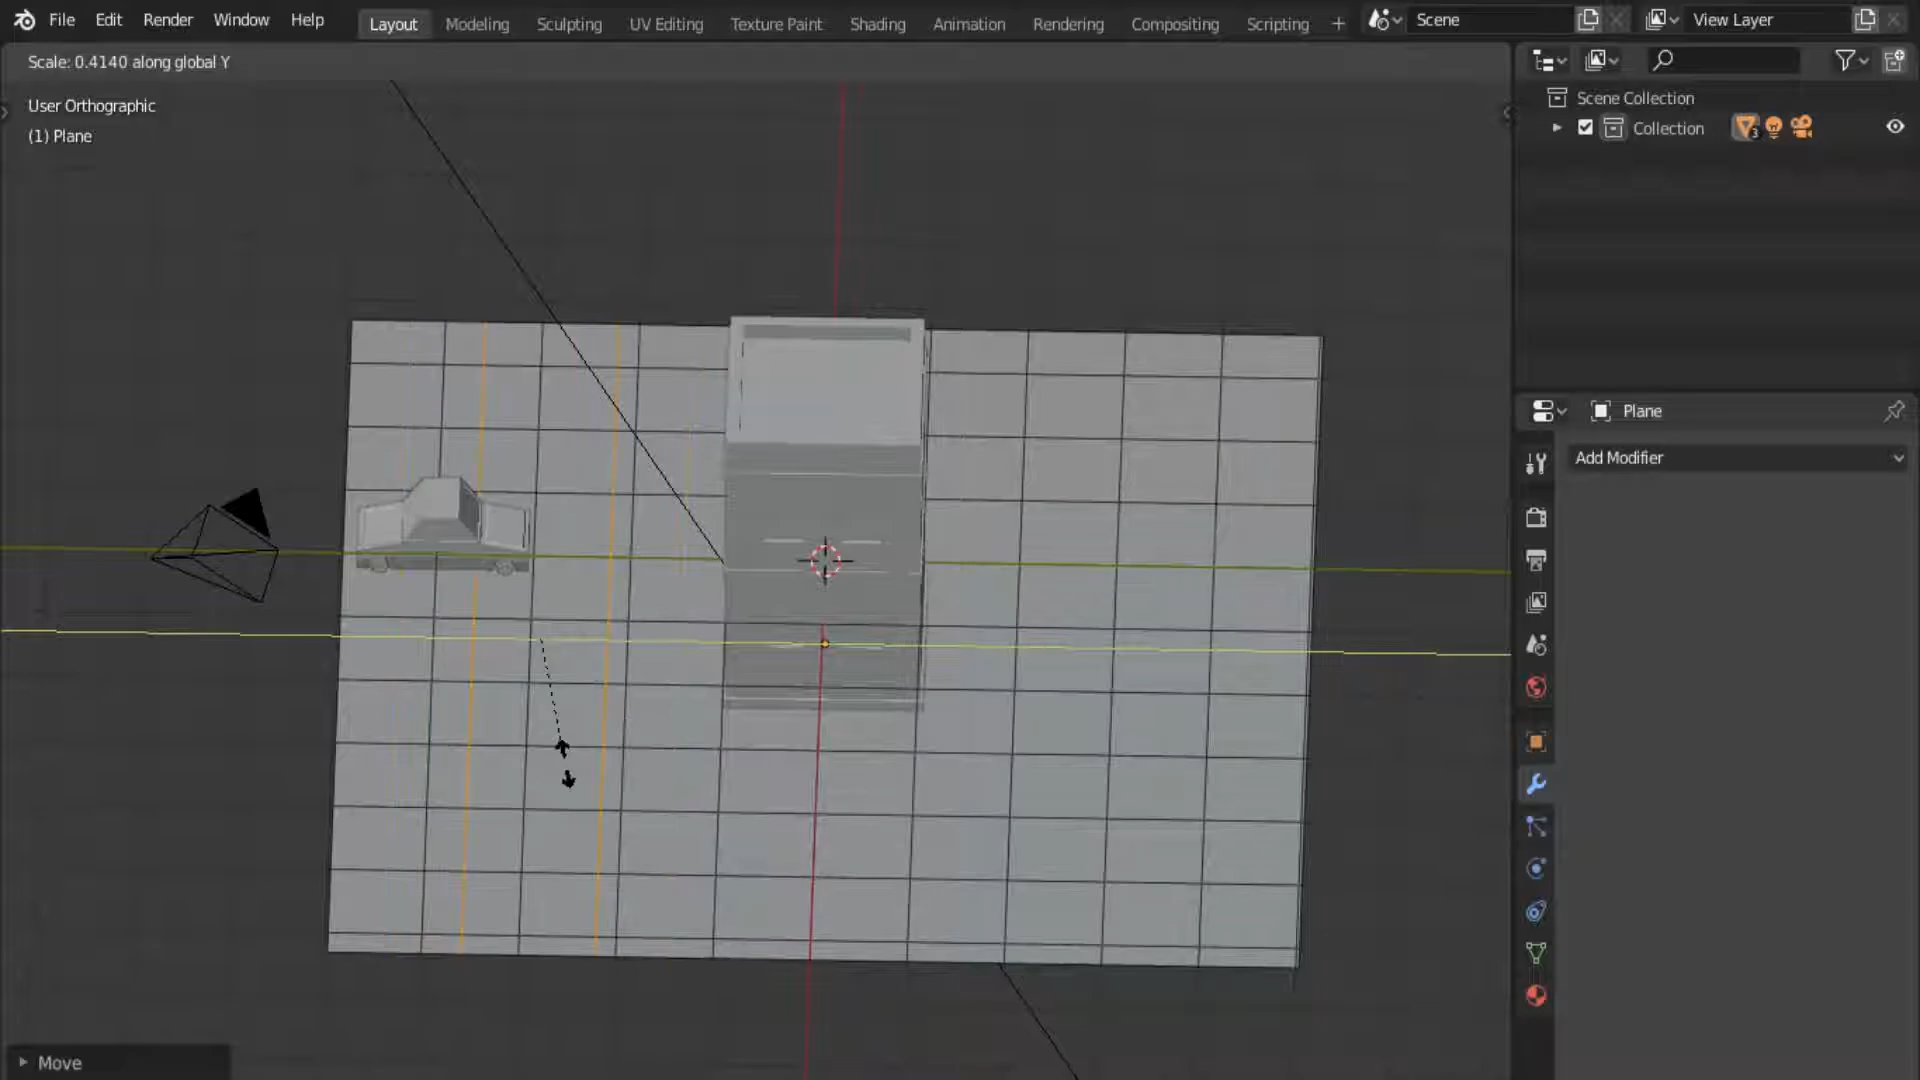 File Edit Render Window Help
Layout Modeling Sculpting UV Editing Texture Paint Shading Animation Rendering Compositing Scripting +
Scene
View Layer
Scale: 0.4140 along global Y
User Orthographic
(1) Plane
Scene Collection
Collection
3
Plane
Add Modifier
Move